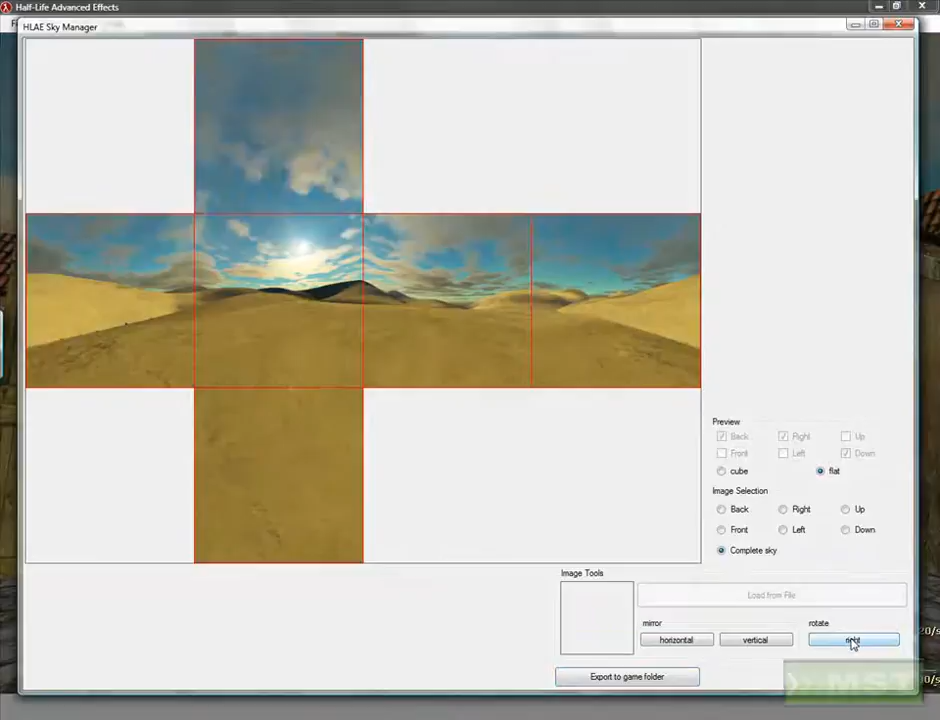 Half-Life Advanced Effects
HLAE Sky Manager
Preview
Back Right Up
Front Left Down
cube flat
Image Selection
Back Right Up
Front Left Down
Complete sky
Image Tools
Load from File
mirror rotate
horizontal vertical right
Export to game folder
MST